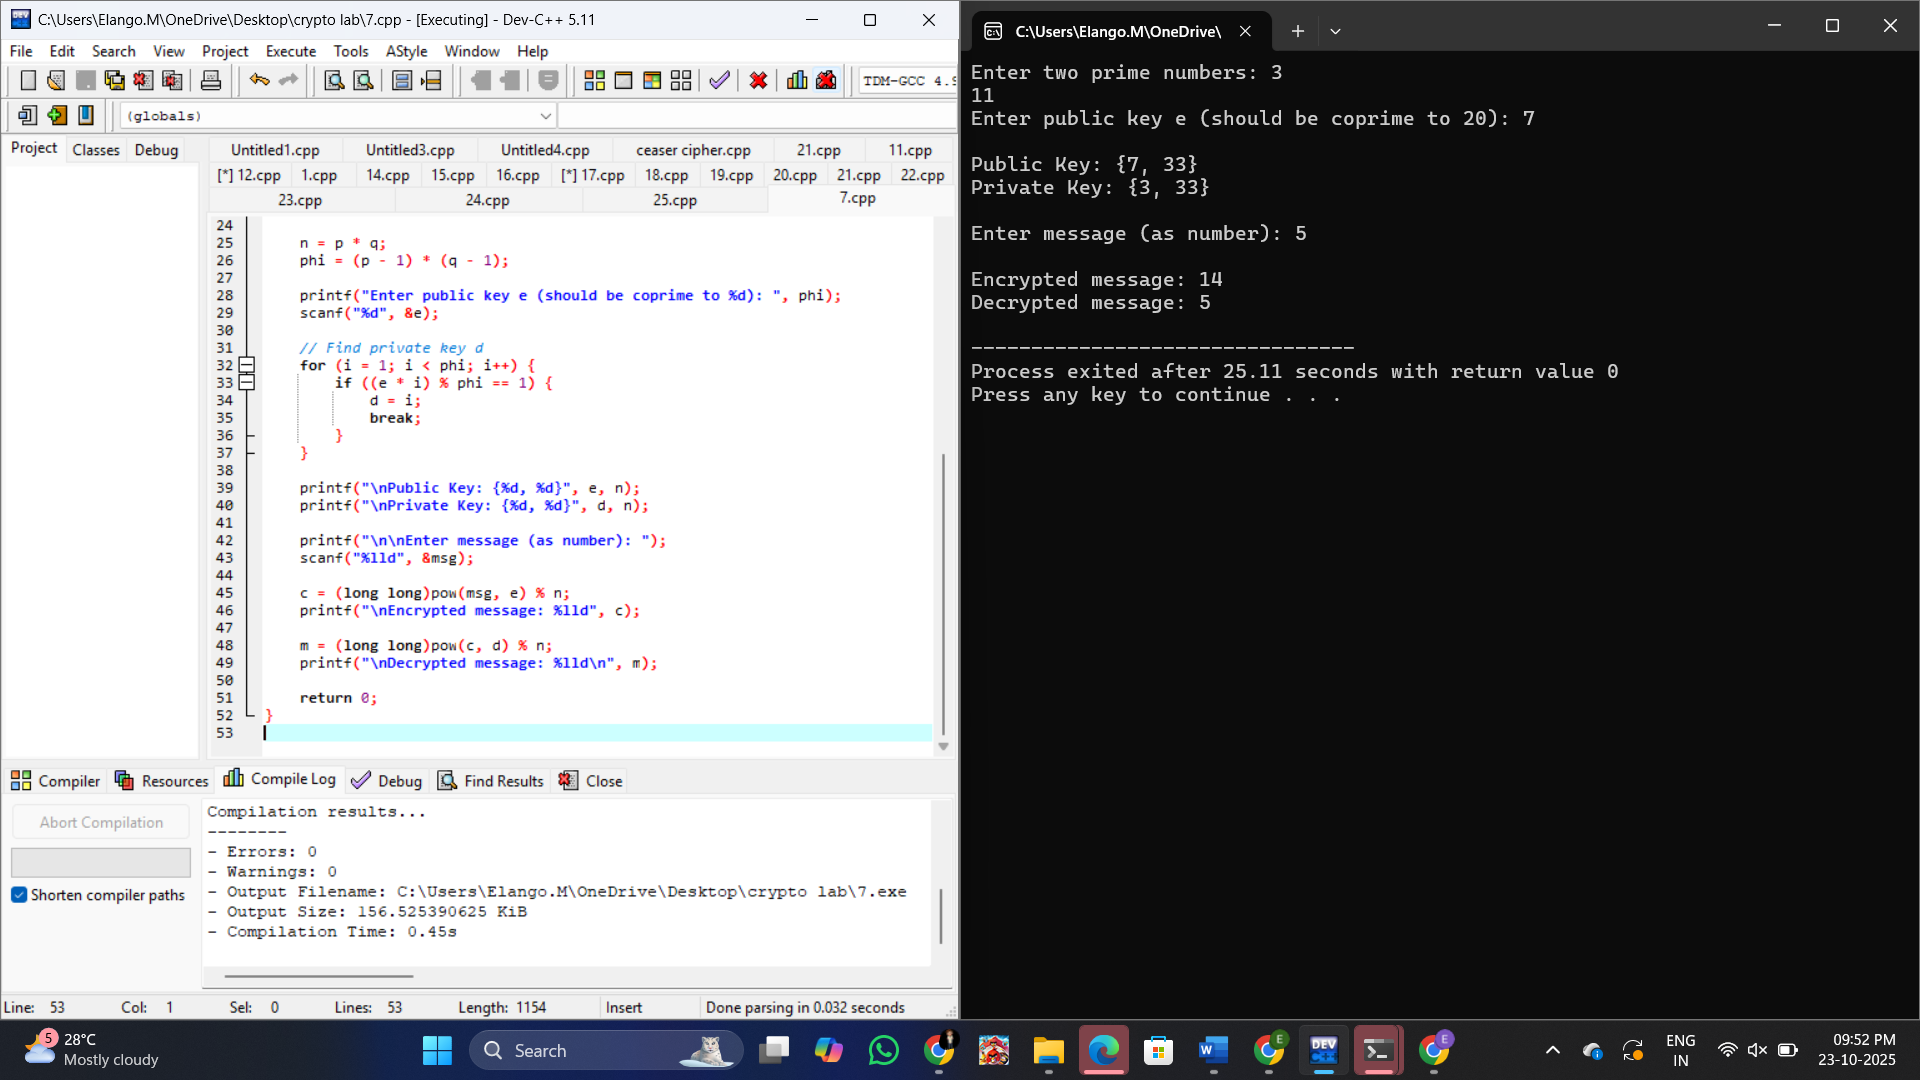 C:\Users\Elango.M\OneDrive\Desktop\crypto lab\7.cpp - [Executing] - Dev-C++ 5.11
File Edit Search View Project Execute Tools AStyle Window Help
TDM-GCC 4.9
(globals)
Project Classes Debug
Untitled1.cpp Untitled3.cpp Untitled4.cpp ceaser cipher.cpp 21.cpp 11.cpp
[*] 12.cpp 1.cpp 14.cpp 15.cpp 16.cpp [*] 17.cpp 18.cpp 19.cpp 20.cpp 21.cpp 22.cpp
23.cpp 24.cpp 25.cpp 7.cpp
24
25 n = p * q;
26 phi = (p - 1) * (q - 1);
27
28 printf("Enter public key e (should be coprime to %d): ", phi);
29 scanf("%d", &e);
30
31 // Find private key d
32 for (i = 1; i < phi; i++) {
33 if ((e * i) % phi == 1) {
34 d = i;
35 break;
36 }
37 }
38
39 printf("\nPublic Key: {%d, %d}", e, n);
40 printf("\nPrivate Key: {%d, %d}", d, n);
41
42 printf("\n\nEnter message (as number): ");
43 scanf("%lld", &msg);
44
45 c = (long long)pow(msg, e) % n;
46 printf("\nEncrypted message: %lld", c);
47
48 m = (long long)pow(c, d) % n;
49 printf("\nDecrypted message: %lld\n", m);
50
51 return 0;
52 }
53
Compiler Resources Compile Log Debug Find Results Close
Abort Compilation
Shorten compiler paths
Compilation results...
--------
- Errors: 0
- Warnings: 0
- Output Filename: C:\Users\Elango.M\OneDrive\Desktop\crypto lab\7.exe
- Output Size: 156.525390625 KiB
- Compilation Time: 0.45s
Line: 53 Col: 1 Sel: 0 Lines: 53 Length: 1154 Insert Done parsing in 0.032 seconds
C:\Users\Elango.M\OneDrive\
Enter two prime numbers: 3
11
Enter public key e (should be coprime to 20): 7
Public Key: {7, 33}
Private Key: {3, 33}
Enter message (as number): 5
Encrypted message: 14
Decrypted message: 5
--------------------------------
Process exited after 25.11 seconds with return value 0
Press any key to continue . . .
5
28°C
Mostly cloudy
Search
DEV
E
E
ENG
IN
09:52 PM
23-10-2025